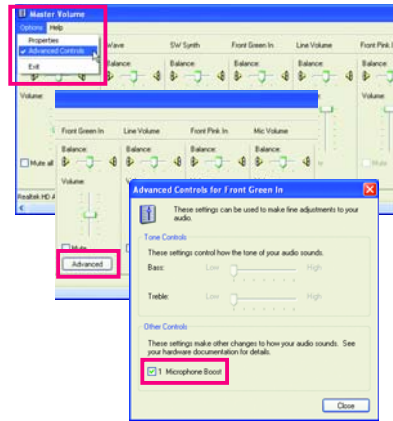 Master Volume
Options Help
Properties
Advanced Controls
Exit
Wave
SW Synth
Front Green In
Line Volume
Front Pink I
Balance:
Balance:
Balance:
Balance:
Balance:
Volume:
Volume:
Mute all
Mute
Realtek HD A
Front Green In
Line Volume
Front Pink In
Mic Volume
Balance:
Balance:
Balance:
Balance:
Volume:
Mute
Advanced
Advanced Controls for Front Green In
These settings can be used to make fine adjustments to your
audio.
Tone Controls
These settings control how the tone of your audio sounds.
Bass:
Low
High
Treble:
Low
High
Other Controls
These settings make other changes to how your audio sounds. See
your hardware documentation for details.
1 Microphone Boost
Close